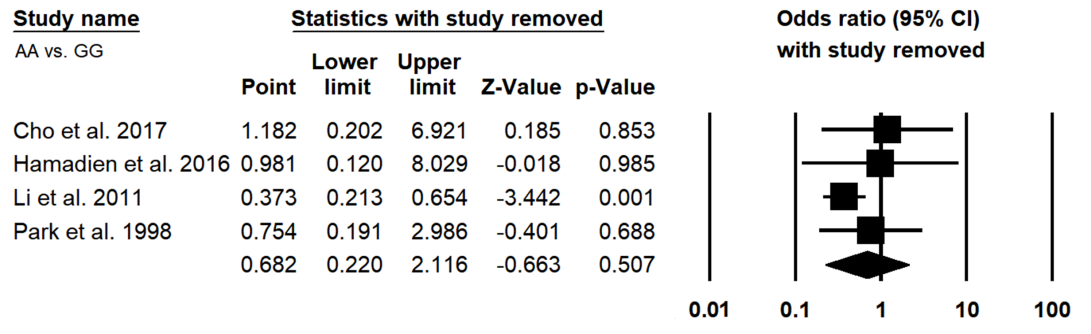 Study name Statistics with study removed Odds ratio (95% CI)
AA vs. GG with study removed
Lower Upper
Point limit limit Z-Value p-Value
Cho et al. 2017 1.182 0.202 6.921 0.185 0.853
Hamadien et al. 2016 0.981 0.120 8.029 -0.018 0.985
Li et al. 2011 0.373 0.213 0.654 -3.442 0.001
Park et al. 1998 0.754 0.191 2.986 -0.401 0.688
0.682 0.220 2.116 -0.663 0.507
0.01 0.1 1 10 100